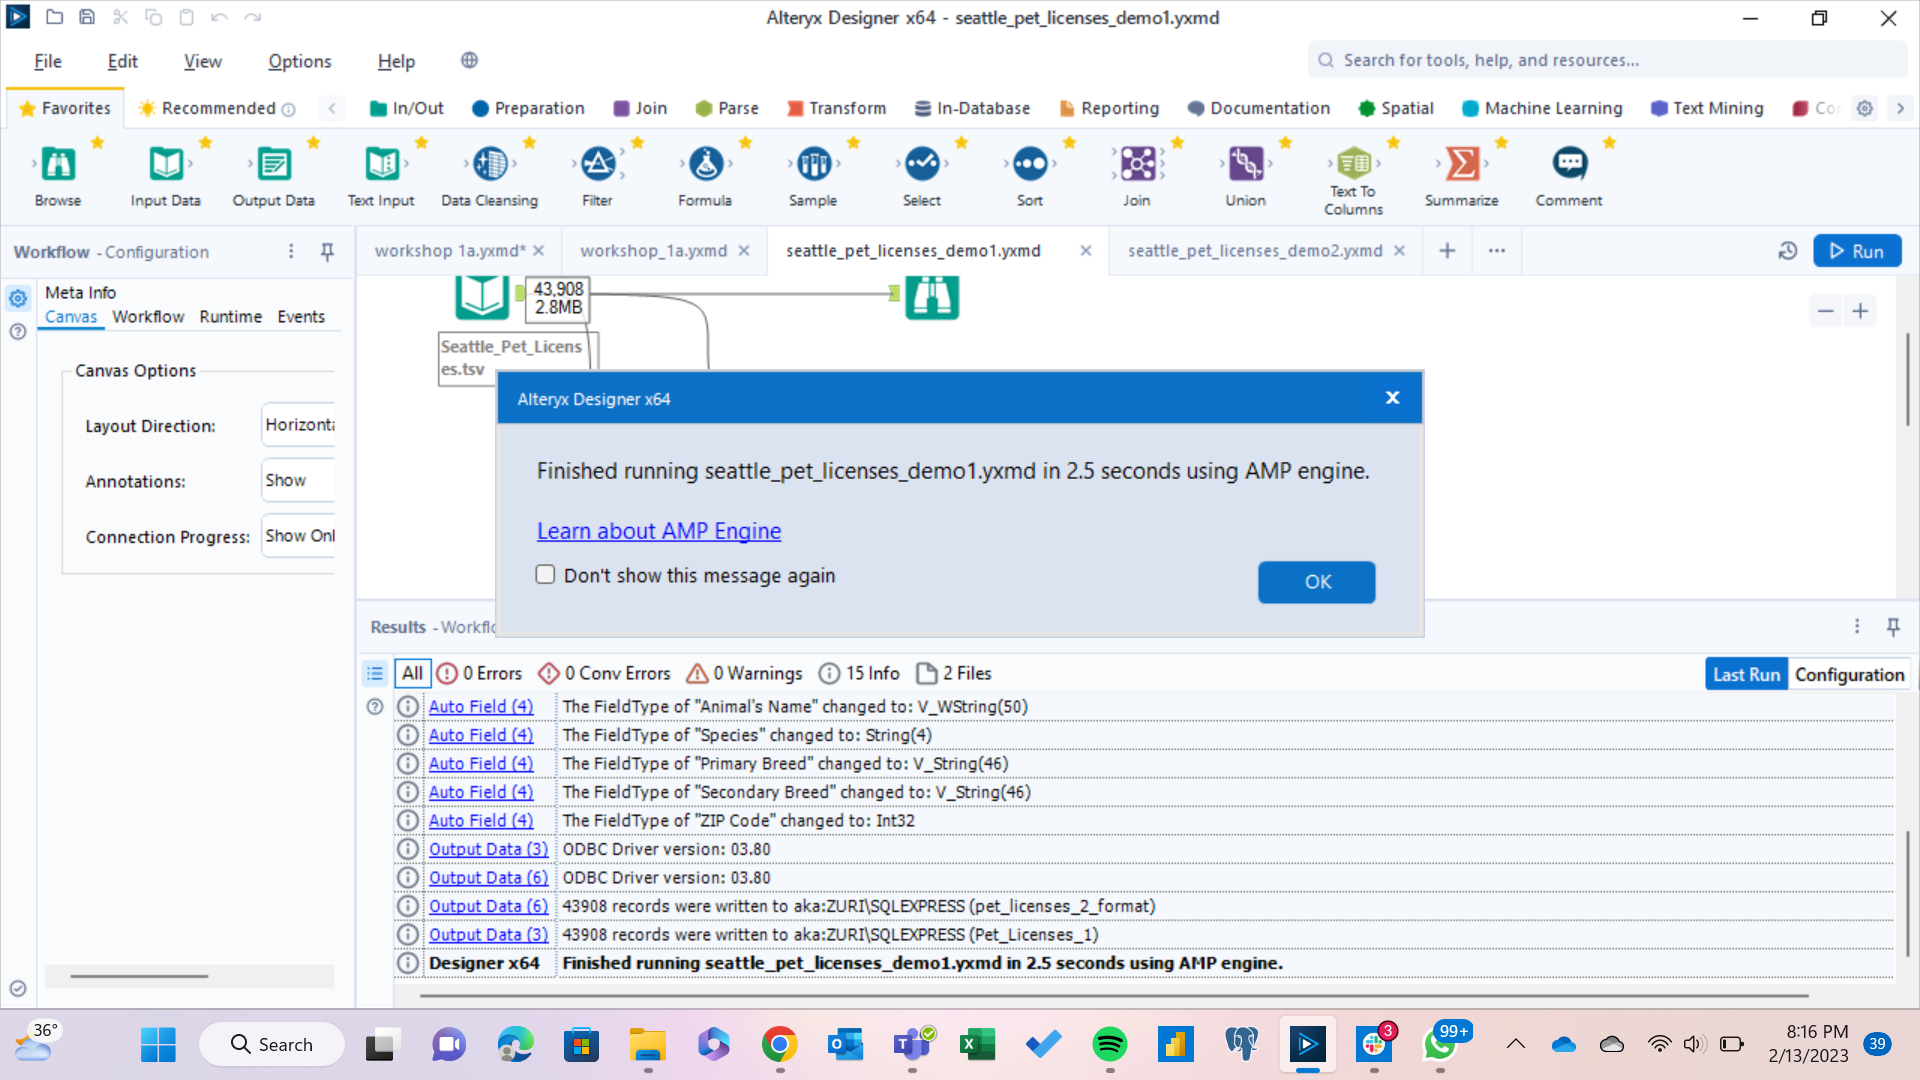 Alteryx Designer x64 - seattle_pet_licenses_demo1.yxmd
File Edit View Options Help
Search for tools, help, and resources...
Favorites Recommended In/Out Preparation Join Parse Transform In-Database Reporting Documentation Spatial Machine Learning Text Mining Co
Browse Input Data Output Data Text Input Data Cleansing Filter Formula Sample Select Sort Join Union Text To Columns Summarize Comment
Workflow - Configuration
workshop 1a.yxmd* workshop_1a.yxmd seattle_pet_licenses_demo1.yxmd seattle_pet_licenses_demo2.yxmd
Run
Meta Info
Canvas Workflow Runtime Events
Canvas Options
Layout Direction: Horizonta
Annotations: Show
Connection Progress: Show Onl
43,908
2.8MB
Seattle_Pet_Licens
es.tsv
Alteryx Designer x64
Finished running seattle_pet_licenses_demo1.yxmd in 2.5 seconds using AMP engine.
Learn about AMP Engine
Don't show this message again
OK
Results - Workflo
All 0 Errors 0 Conv Errors 0 Warnings 15 Info 2 Files
Last Run Configuration
Auto Field (4) The FieldType of "Animal's Name" changed to: V_WString(50)
Auto Field (4) The FieldType of "Species" changed to: String(4)
Auto Field (4) The FieldType of "Primary Breed" changed to: V_String(46)
Auto Field (4) The FieldType of "Secondary Breed" changed to: V_String(46)
Auto Field (4) The FieldType of "ZIP Code" changed to: Int32
Output Data (3) ODBC Driver version: 03.80
Output Data (6) ODBC Driver version: 03.80
Output Data (6) 43908 records were written to aka:ZURI\SQLEXPRESS (pet_licenses_2_format)
Output Data (3) 43908 records were written to aka:ZURI\SQLEXPRESS (Pet_Licenses_1)
Designer x64 Finished running seattle_pet_licenses_demo1.yxmd in 2.5 seconds using AMP engine.
36°
Search
3
99+
8:16 PM
2/13/2023
39